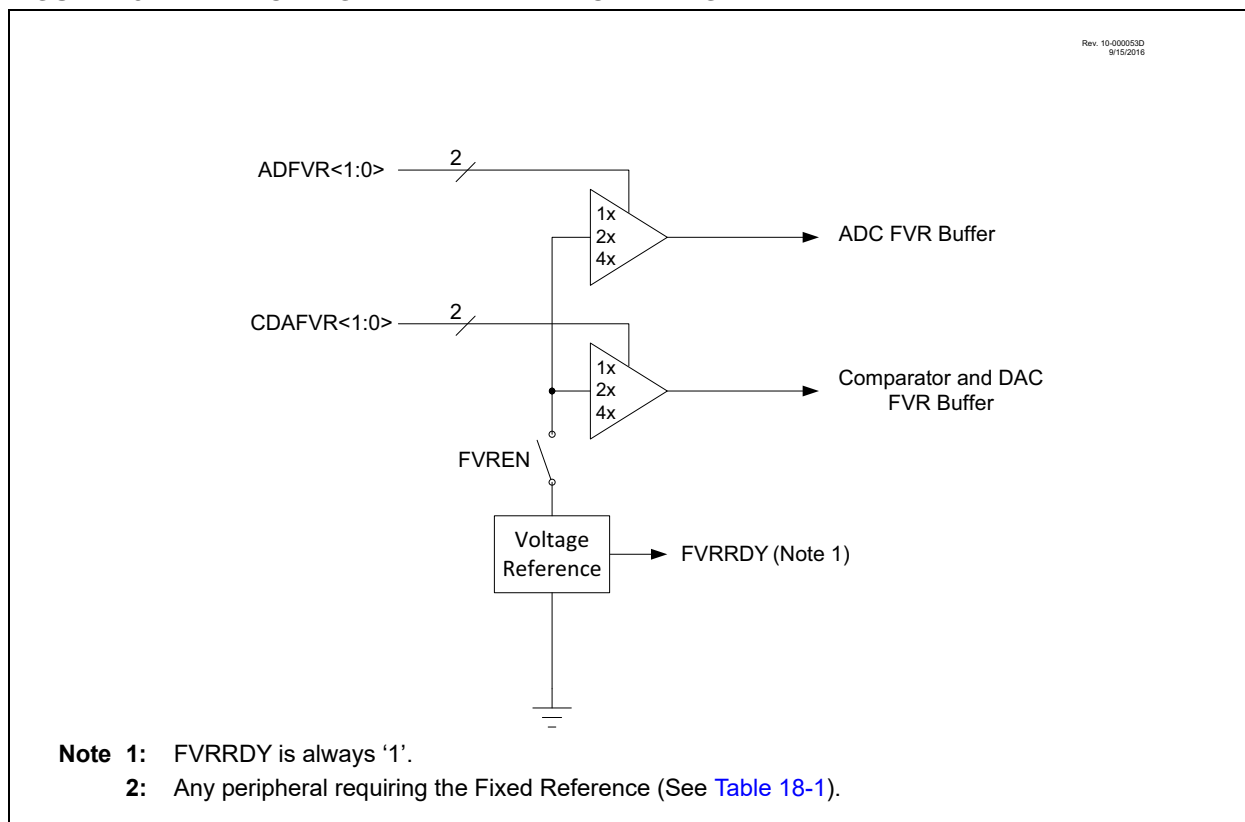 Rev. 10-000053D
9/15/2016
2
ADFVR<1:0>
1x
2x
4x
ADC FVR Buffer
2
CDAFVR<1:0>
1x
2x
4x
Comparator and DAC
FVR Buffer
FVREN
Voltage
Reference
FVRRDY (Note 1)
Note 1: FVRRDY is always ‘1’.
2: Any peripheral requiring the Fixed Reference (See Table 18-1).